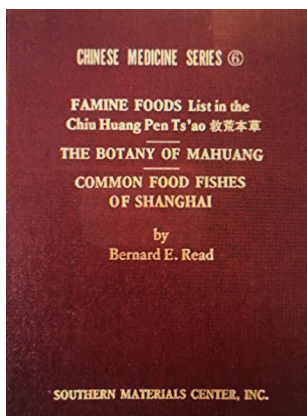 CHINESE MEDICINE SERIES ⑥
FAMINE FOODS List in the
Chiu Huang Pen Ts'ao 救荒本草
THE BOTANY OF MAHUANG
COMMON FOOD FISHES
OF SHANGHAI
by
Bernard E. Read
SOUTHERN MATERIALS CENTER, INC.